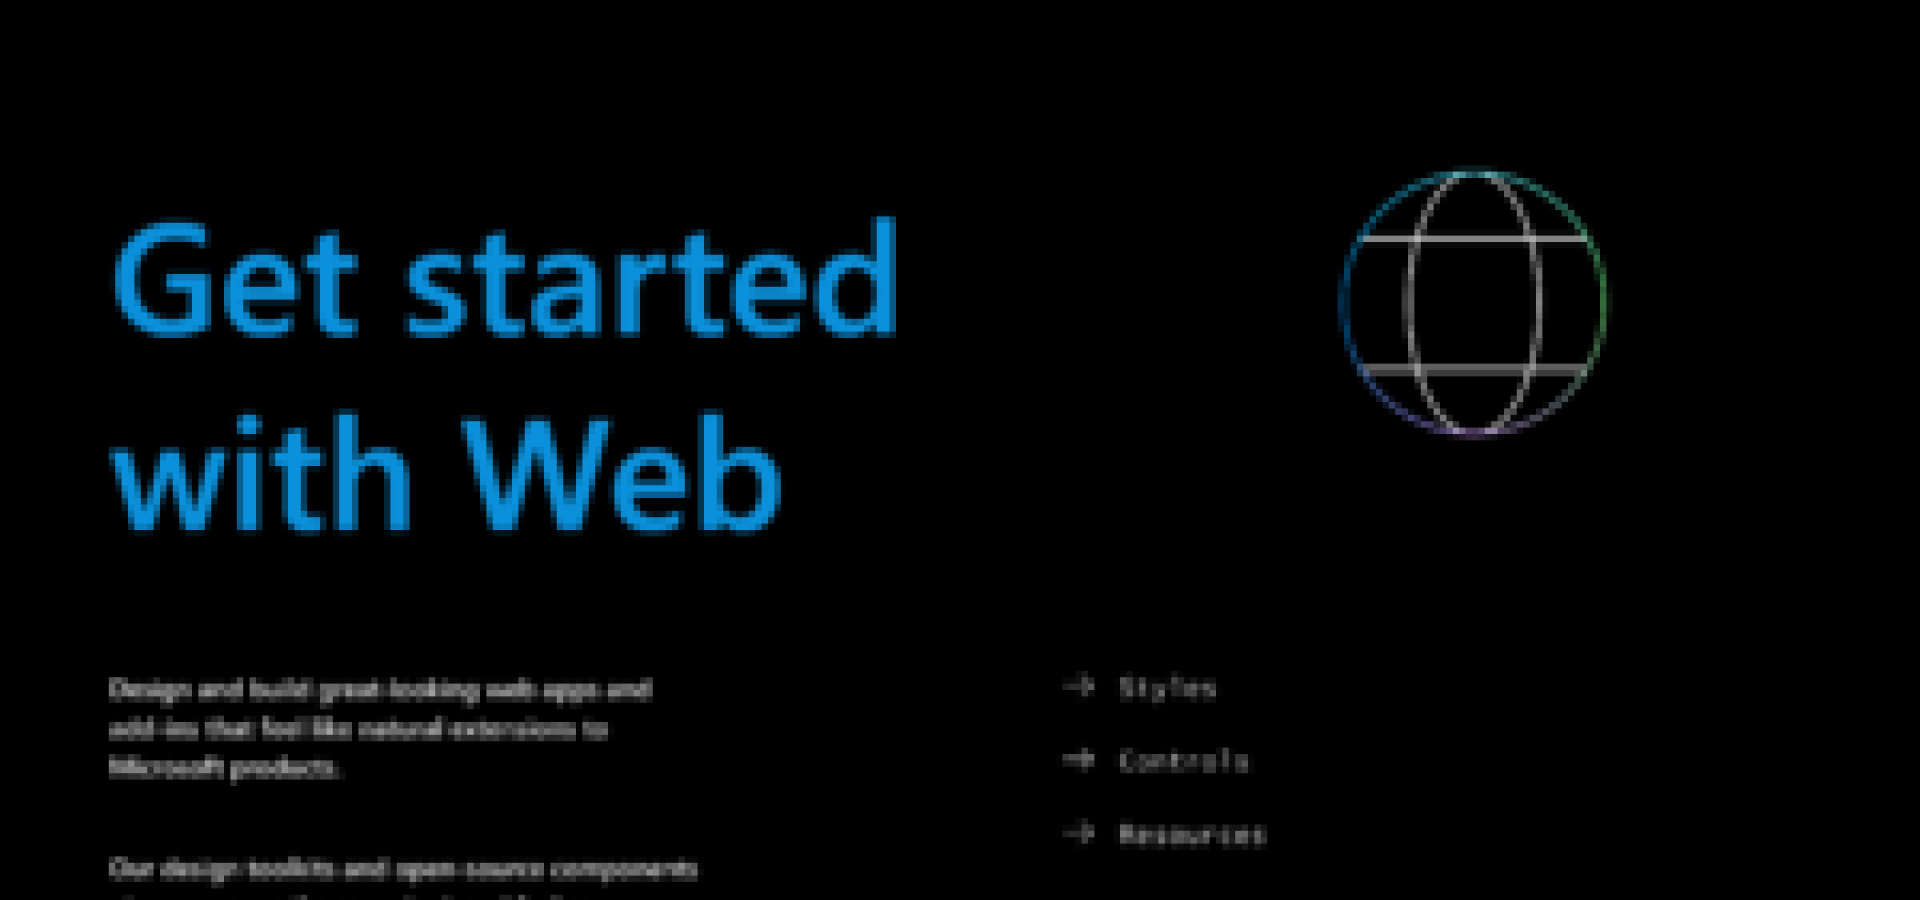 Get started
with Web
Design and build great-looking web apps and
add-ins that feel like natural extensions to
Microsoft products.
Our design toolkits and open-source components
→ Styles
→ Controls
→ Resources